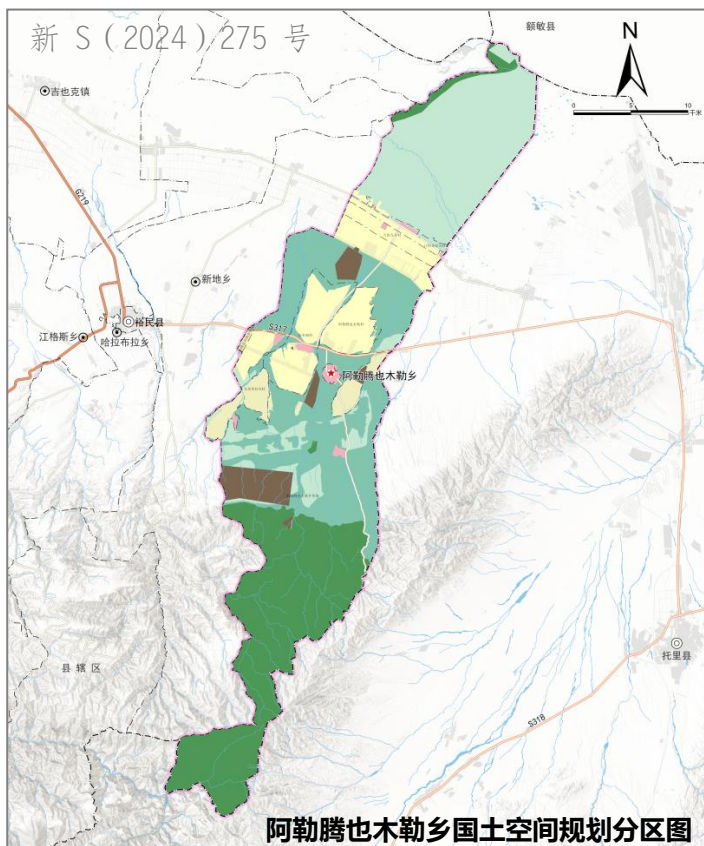 新 S（2024）275 号
额敏县
N
0 5 10
千米
吉也克镇
G219
新地乡
裕民县
江格斯乡
哈拉布拉乡
S317
阿勒腾也木勒乡
托里县
县辖区
S318
阿勒腾也木勒乡国土空间规划分区图